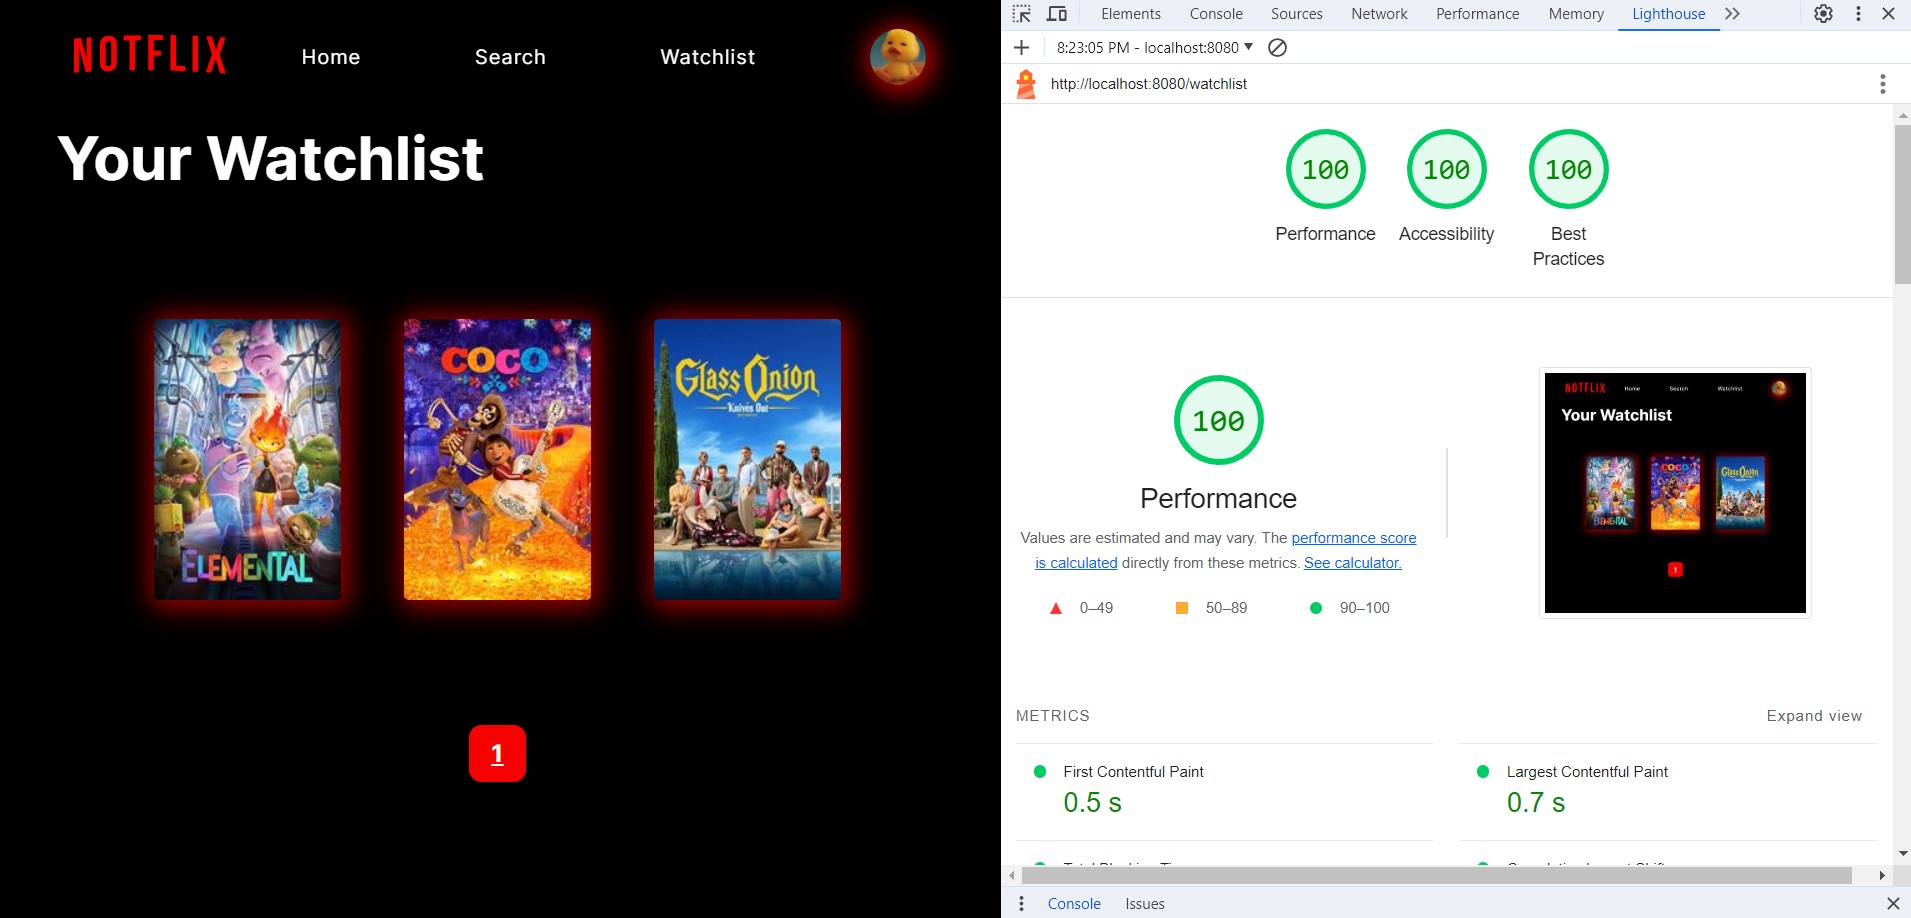 NOTFLIX
Home
Search
Watchlist
Your Watchlist
ELEMENTAL
COCO
Glass Onion
Knives Out
1
Elements
Console
Sources
Network
Performance
Memory
Lighthouse
8:23:05 PM - localhost:8080
http://localhost:8080/watchlist
100
100
100
Performance
Accessibility
Best
Practices
100
Performance
Values are estimated and may vary. The performance score
is calculated directly from these metrics. See calculator.
0–49
50–89
90–100
NOTFLIX
Home
Search
Watchlist
Your Watchlist
ELEMENTAL
COCO
Glass Onion
1
METRICS
Expand view
First Contentful Paint
0.5 s
Largest Contentful Paint
0.7 s
Console
Issues